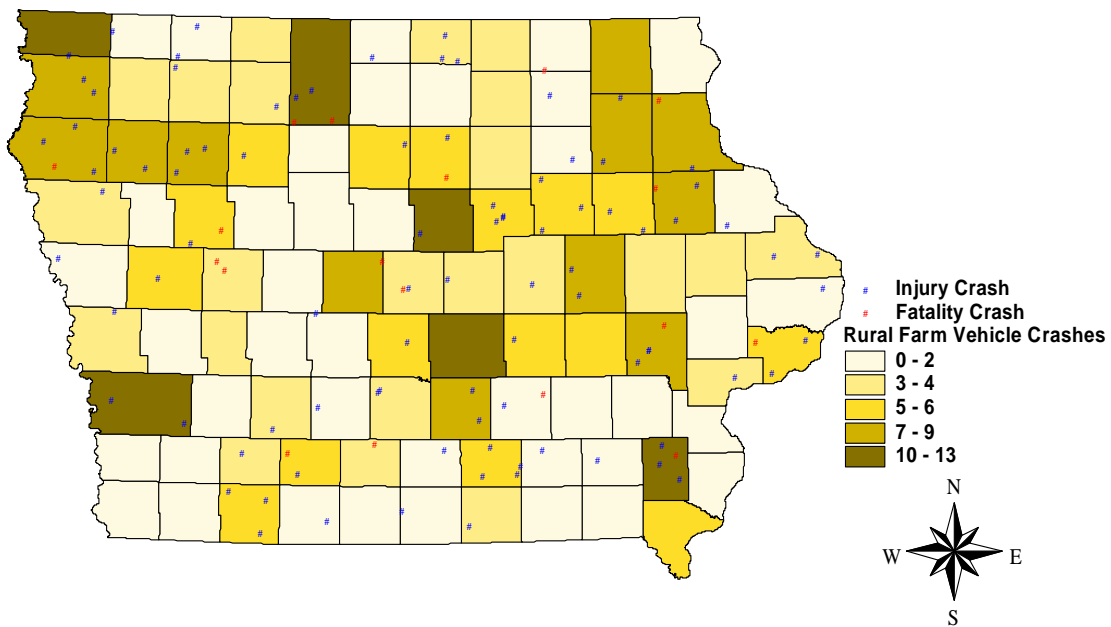 # Injury Crash
# Fatality Crash
Rural Farm Vehicle Crashes
0 - 2
3 - 4
5 - 6
7 - 9
10 - 13
N
W E
S